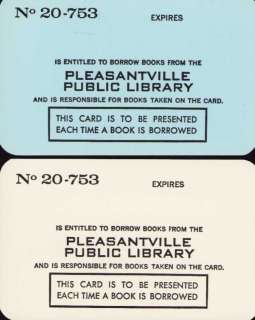 Nº 20-753 EXPIRES
IS ENTITLED TO BORROW BOOKS FROM THE
PLEASANTVILLE
PUBLIC LIBRARY
AND IS RESPONSIBLE FOR BOOKS TAKEN ON THE CARD.
THIS CARD IS TO BE PRESENTED
EACH TIME A BOOK IS BORROWED
Nº 20-753 EXPIRES
IS ENTITLED TO BORROW BOOKS FROM THE
PLEASANTVILLE
PUBLIC LIBRARY
AND IS RESPONSIBLE FOR BOOKS TAKEN ON THE CARD.
THIS CARD IS TO BE PRESENTED
EACH TIME A BOOK IS BORROWED